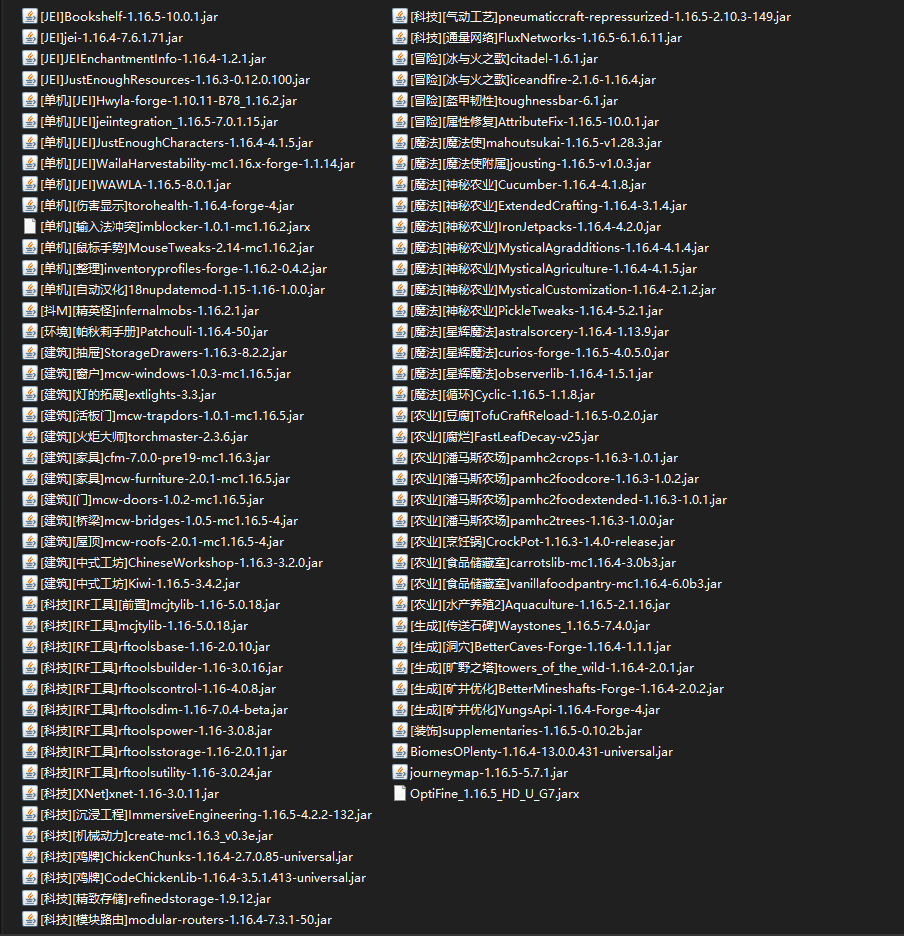 [JEI]Bookshelf-1.16.5-10.0.1.jar
[JEI]jei-1.16.4-7.6.1.71.jar
[JEI]JEIEnchantmentInfo-1.16.4-1.2.1.jar
[JEI]JustEnoughResources-1.16.3-0.12.0.100.jar
[单机][JEI]Hwyla-forge-1.10.11-B78_1.16.2.jar
[单机][JEI]jeiintegration_1.16.5-7.0.1.15.jar
[单机][JEI]JustEnoughCharacters-1.16.4-4.1.5.jar
[单机][JEI]WailaHarvestability-mc1.16.x-forge-1.1.14.jar
[单机][JEI]WAWLA-1.16.5-8.0.1.jar
[单机][伤害显示]torohealth-1.16.4-forge-4.jar
[单机][输入法冲突]imblocker-1.0.1-mc1.16.2.jarx
[单机][鼠标手势]MouseTweaks-2.14-mc1.16.2.jar
[单机][整理]inventoryprofiles-forge-1.16.2-0.4.2.jar
[单机][自动汉化]18nupdatemod-1.15-1.16-1.0.0.jar
[抖M][精英怪]infernalmobs-1.16.2.1.jar
[环境][帕秋莉手册]Patchouli-1.16.4-50.jar
[建筑][抽屉]StorageDrawers-1.16.3-8.2.2.jar
[建筑][窗户]mcw-windows-1.0.3-mc1.16.5.jar
[建筑][灯的拓展]extlights-3.3.jar
[建筑][活板门]mcw-trapdors-1.0.1-mc1.16.5.jar
[建筑][火炬大师]torchmaster-2.3.6.jar
[建筑][家具]cfm-7.0.0-pre19-mc1.16.3.jar
[建筑][家具]mcw-furniture-2.0.1-mc1.16.5.jar
[建筑][门]mcw-doors-1.0.2-mc1.16.5.jar
[建筑][桥梁]mcw-bridges-1.0.5-mc1.16.5-4.jar
[建筑][屋顶]mcw-roofs-2.0.1-mc1.16.5-4.jar
[建筑][中式工坊]ChineseWorkshop-1.16.3-3.2.0.jar
[建筑][中式工坊]Kiwi-1.16.5-3.4.2.jar
[科技][RF工具][前置]mcjtylib-1.16-5.0.18.jar
[科技][RF工具]mcjtylib-1.16-5.0.18.jar
[科技][RF工具]rftoolsbase-1.16-2.0.10.jar
[科技][RF工具]rftoolsbuilder-1.16-3.0.16.jar
[科技][RF工具]rftoolscontrol-1.16-4.0.8.jar
[科技][RF工具]rftoolsdim-1.16-7.0.4-beta.jar
[科技][RF工具]rftoolspower-1.16-3.0.8.jar
[科技][RF工具]rftoolsstorage-1.16-2.0.11.jar
[科技][RF工具]rftoolsutility-1.16-3.0.24.jar
[科技][XNet]xnet-1.16-3.0.11.jar
[科技][沉浸工程]ImmersiveEngineering-1.16.5-4.2.2-132.jar
[科技][机械动力]create-mc1.16.3_v0.3e.jar
[科技][鸡牌]ChickenChunks-1.16.4-2.7.0.85-universal.jar
[科技][鸡牌]CodeChickenLib-1.16.4-3.5.1.413-universal.jar
[科技][精致存储]refinedstorage-1.9.12.jar
[科技][模块路由]modular-routers-1.16.4-7.3.1-50.jar
[科技][气动工艺]pneumaticcraft-repressurized-1.16.5-2.10.3-149.jar
[科技][通量网络]FluxNetworks-1.16.5-6.1.6.11.jar
[冒险][冰与火之歌]citadel-1.6.1.jar
[冒险][冰与火之歌]iceandfire-2.1.6-1.16.4.jar
[冒险][盔甲韧性]toughnessbar-6.1.jar
[冒险][属性修复]AttributeFix-1.16.5-10.0.1.jar
[魔法][魔法使]mahoutsukai-1.16.5-v1.28.3.jar
[魔法][魔法使附属]jousting-1.16.5-v1.0.3.jar
[魔法][神秘农业]Cucumber-1.16.4-4.1.8.jar
[魔法][神秘农业]ExtendedCrafting-1.16.4-3.1.4.jar
[魔法][神秘农业]IronJetpacks-1.16.4-4.2.0.jar
[魔法][神秘农业]MysticalAgradditions-1.16.4-4.1.4.jar
[魔法][神秘农业]MysticalAgriculture-1.16.4-4.1.5.jar
[魔法][神秘农业]MysticalCustomization-1.16.4-2.1.2.jar
[魔法][神秘农业]PickleTweaks-1.16.4-5.2.1.jar
[魔法][星辉魔法]astralsorcery-1.16.4-1.13.9.jar
[魔法][星辉魔法]curios-forge-1.16.5-4.0.5.0.jar
[魔法][星辉魔法]observerlib-1.16.4-1.5.1.jar
[魔法][循环]Cyclic-1.16.5-1.1.8.jar
[农业][豆腐]TofuCraftReload-1.16.5-0.2.0.jar
[农业][腐烂]FastLeafDecay-v25.jar
[农业][潘马斯农场]pamhc2crops-1.16.3-1.0.1.jar
[农业][潘马斯农场]pamhc2foodcore-1.16.3-1.0.2.jar
[农业][潘马斯农场]pamhc2foodextended-1.16.3-1.0.1.jar
[农业][潘马斯农场]pamhc2trees-1.16.3-1.0.0.jar
[农业][烹饪锅]CrockPot-1.16.3-1.4.0-release.jar
[农业][食品储藏室]carrotslib-mc1.16.4-3.0b3.jar
[农业][食品储藏室]vanillafoodpantry-mc1.16.4-6.0b3.jar
[农业][水产养殖2]Aquaculture-1.16.5-2.1.16.jar
[生成][传送石碑]Waystones_1.16.5-7.4.0.jar
[生成][洞穴]BetterCaves-Forge-1.16.4-1.1.1.jar
[生成][旷野之塔]towers_of_the_wild-1.16.4-2.0.1.jar
[生成][矿井优化]BetterMineshafts-Forge-1.16.4-2.0.2.jar
[生成][矿井优化]YungsApi-1.16.4-Forge-4.jar
[装饰]supplementaries-1.16.5-0.10.2b.jar
BiomesOPlenty-1.16.4-13.0.0.431-universal.jar
journeymap-1.16.5-5.7.1.jar
OptiFine_1.16.5_HD_U_G7.jarx